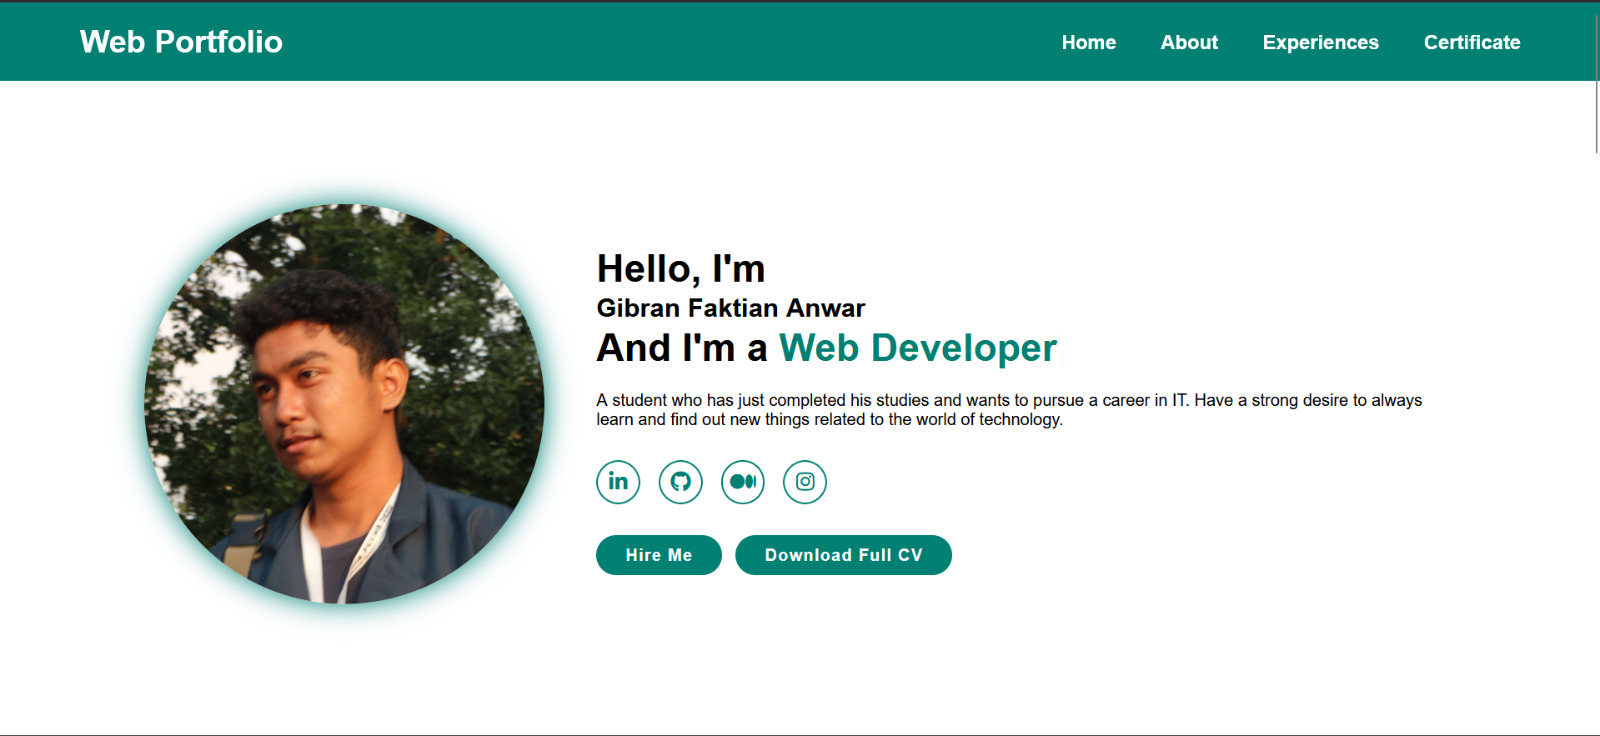 Web Portfolio
Home About Experiences Certificate
Hello, I'm
Gibran Faktian Anwar
And I'm a Web Developer
A student who has just completed his studies and wants to pursue a career in IT. Have a strong desire to always
learn and find out new things related to the world of technology.
in
Hire Me Download Full CV